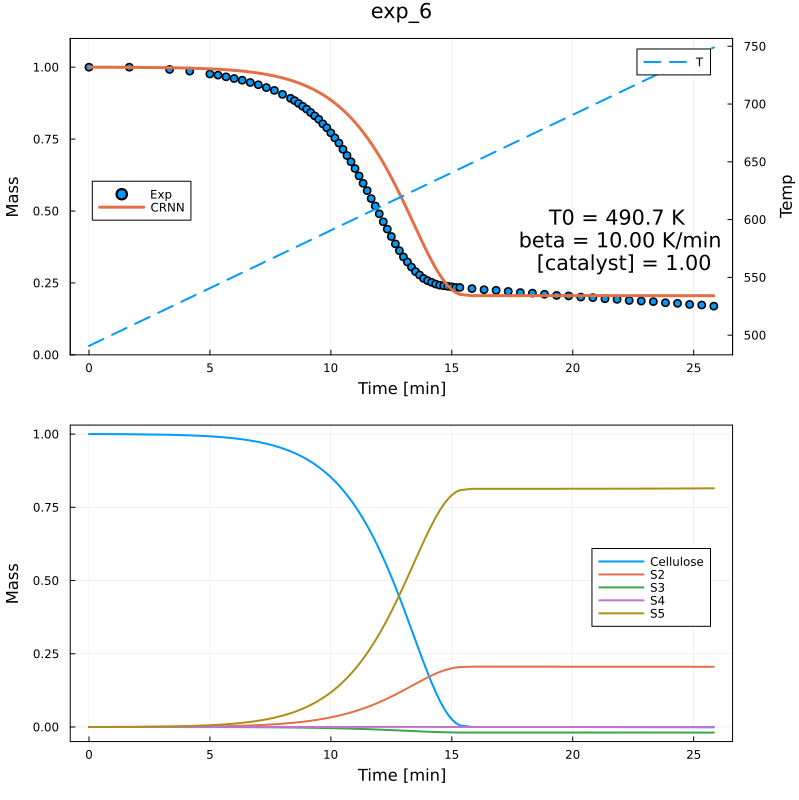 exp_6
1.00
0.75
0.50
0.25
0.00
Mass
0
5
10
15
20
25
Time [min]
750
700
650
600
550
500
Temp
T
Exp
CRNN
T0 = 490.7 K
beta = 10.00 K/min
[catalyst] = 1.00
1.00
0.75
0.50
0.25
0.00
Mass
0
5
10
15
20
25
Time [min]
Cellulose
S2
S3
S4
S5